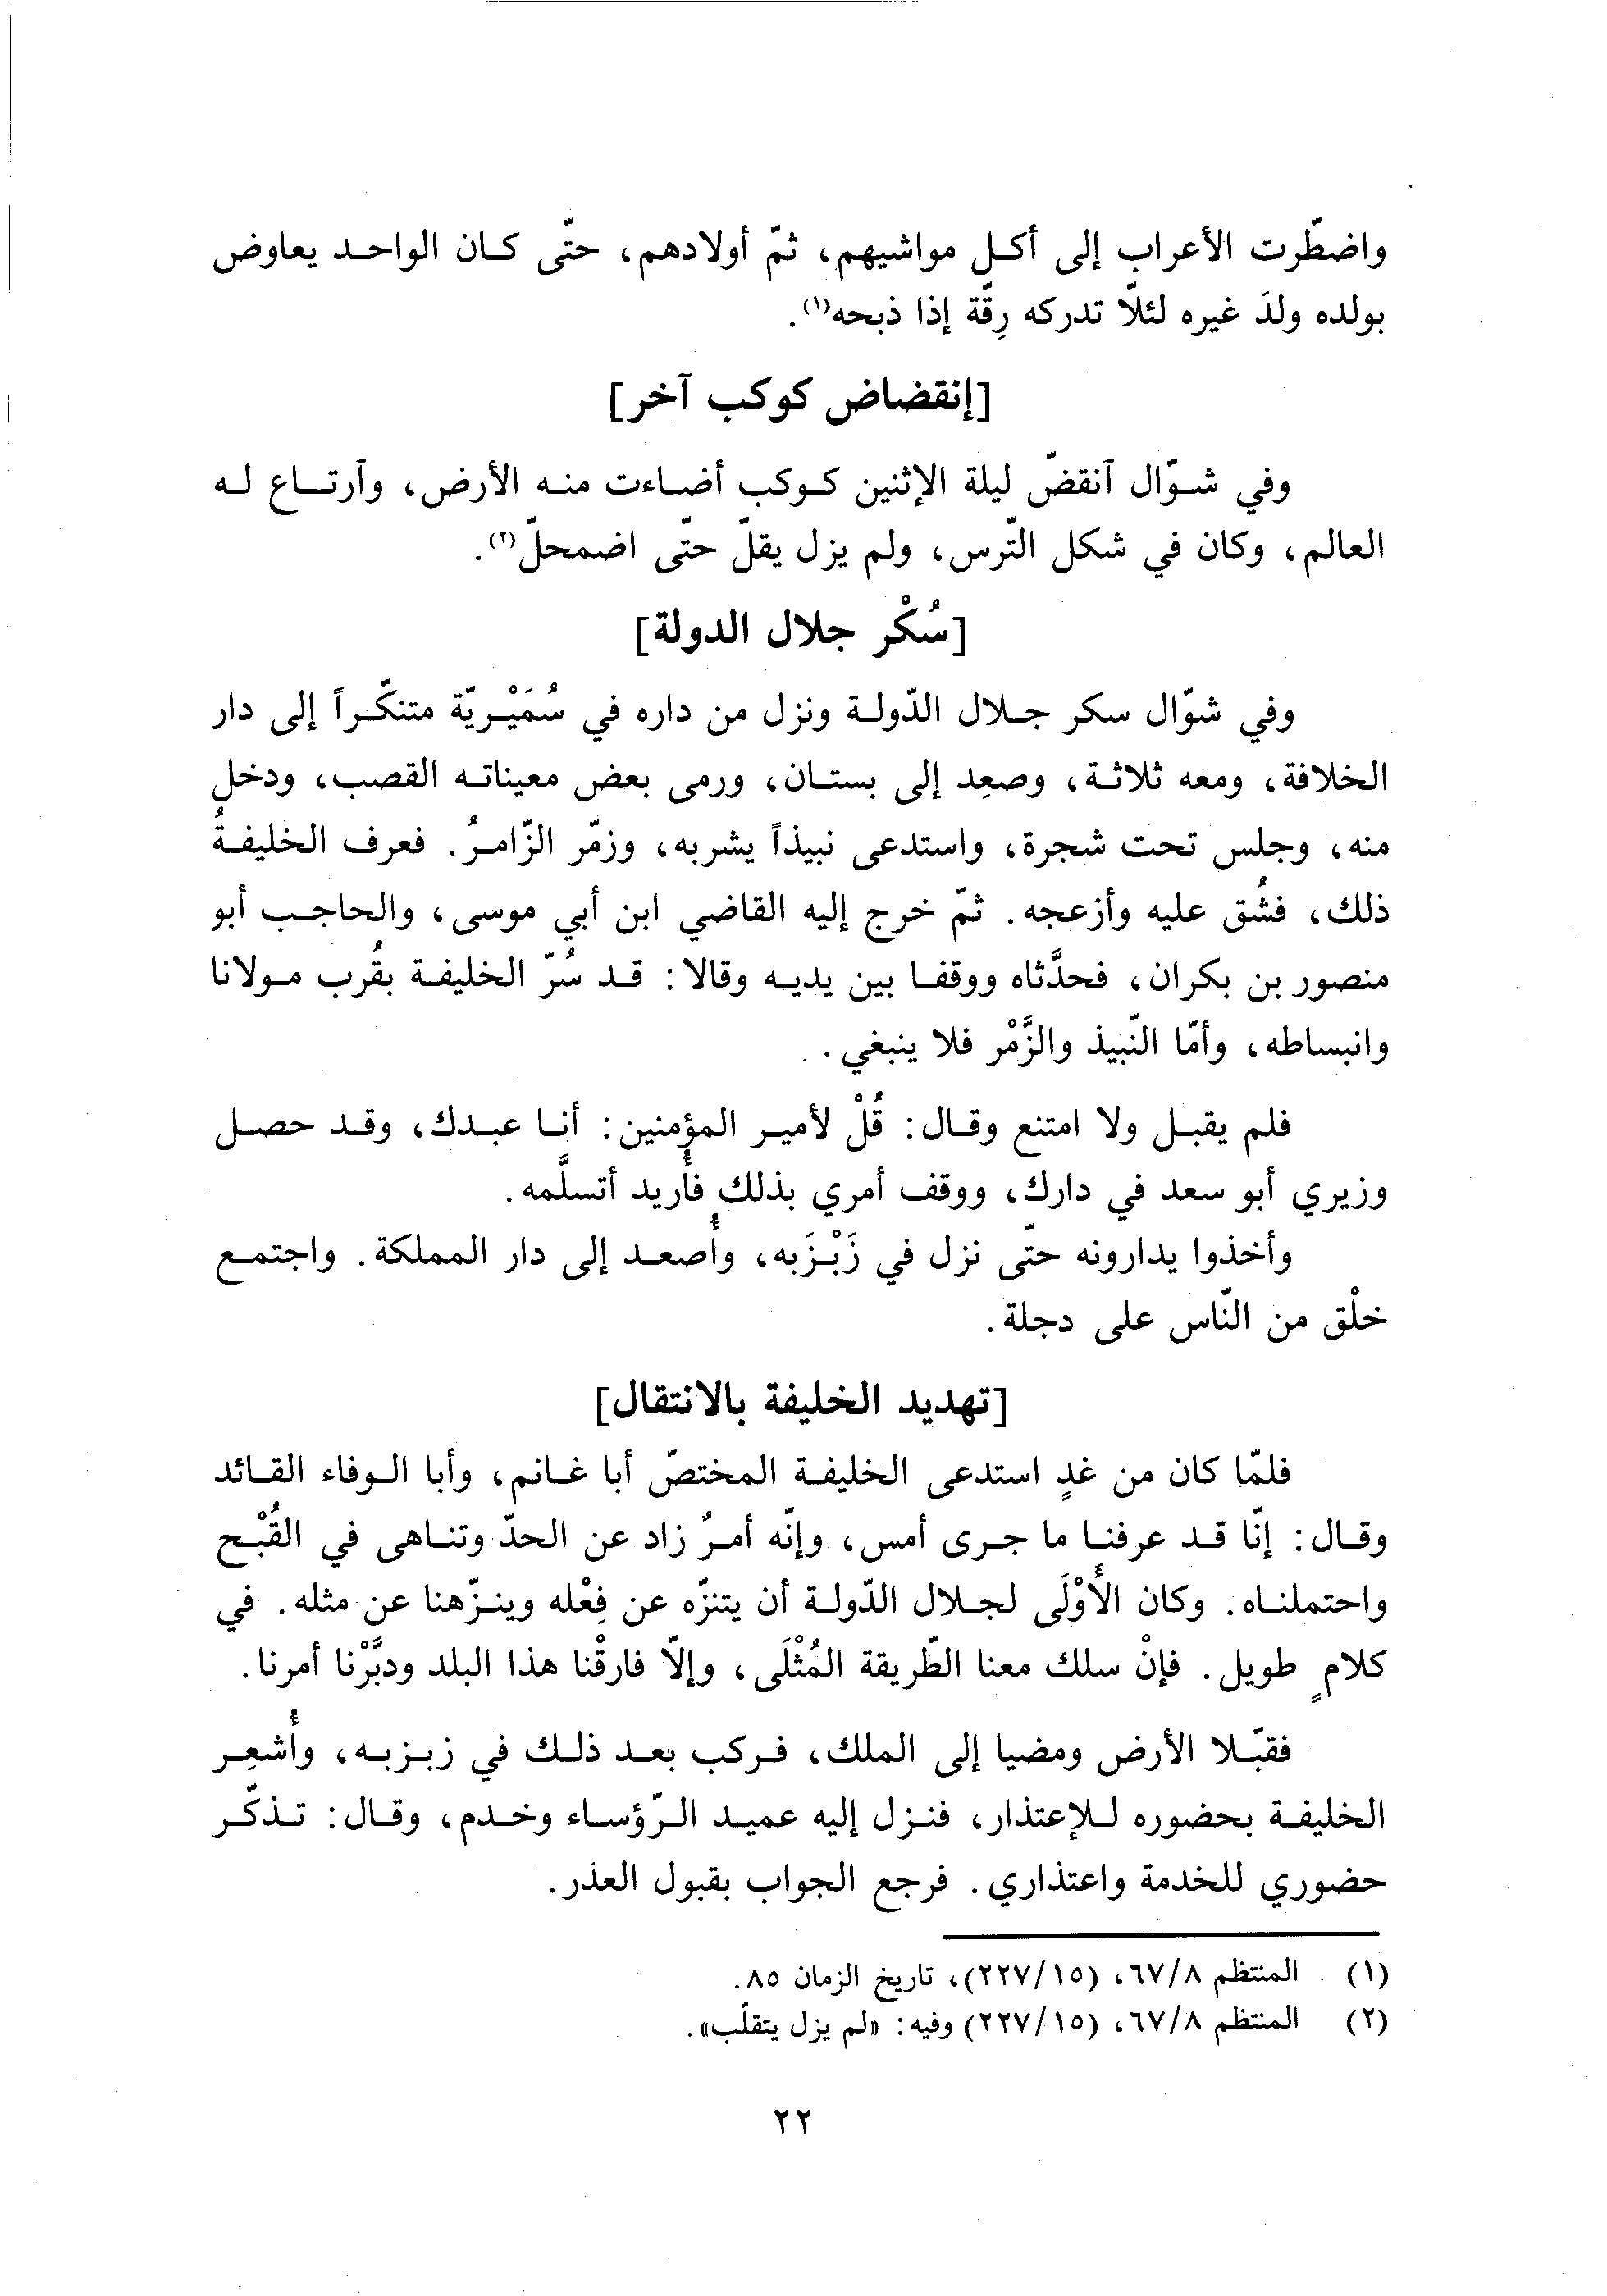 واضطّرت الأعراب إلى أكل مواشيهم، ثمّ أولادهم، حتّى كان الواحد يعاوض
بولده ولدَ غيره لئلّا تدركه رِقّة إذا ذبحه⁽¹⁾.
[إنقضاض كوكب آخر]
وفي شوّال آنقضّ ليلة الإثنين كوكب أضاءت منه الأرض، وآرتاع له
العالم، وكان في شكل التّرس، ولم يزل يقلّ حتّى اضمحلّ⁽²⁾.
[سُكْر جلال الدولة]
وفي شوّال سكر جلال الدّولة ونزل من داره في سُمَيْريّة متنكّراً إلى دار
الخلافة، ومعه ثلاثة، وصعِد إلى بستان، ورمى بعض معيناته القصب، ودخل
منه، وجلس تحت شجرة، واستدعى نبيذاً يشربه، وزمّر الزّامرُ. فعرف الخليفةُ
ذلك، فشُق عليه وأزعجه. ثمّ خرج إليه القاضي ابن أبي موسى، والحاجب أبو
منصور بن بكران، فحدَّثاه ووقفا بين يديه وقالا: قد سُرّ الخليفة بقُرب مولانا
وانبساطه، وأمّا النّبيذ والزَّمْر فلا ينبغي.
فلم يقبل ولا امتنع وقال: قُلْ لأمير المؤمنين: أنا عبدك، وقد حصل
وزيري أبو سعد في دارك، ووقف أمري بذلك فأُريد أتسلَّمه.
وأخذوا يدارونه حتّى نزل في زَبْزَبه، وأُصعد إلى دار المملكة. واجتمع
خلْق من النّاس على دجلة.
[تهديد الخليفة بالانتقال]
فلمّا كان من غدٍ استدعى الخليفة المختصّ أبا غانم، وأبا الوفاء القائد
وقال: إنّا قد عرفنا ما جرى أمس، وإنّه أمرٌ زاد عن الحدّ وتناهى في القُبْح
واحتملناه. وكان الأَوْلَى لجلال الدّولة أن يتنزّه عن فِعْله وينزّهنا عن مثله. في
كلامٍ طويل. فإنْ سلك معنا الطّريقة المُثْلَى، وإلّا فارقْنا هذا البلد ودبَّرْنا أمرنا.
فقبّلا الأرض ومضيا إلى الملك، فركب بعد ذلك في زبزبه، وأُشعِر
الخليفة بحضوره للإعتذار، فنزل إليه عميد الرّؤساء وخدم، وقال: تذكّر
حضوري للخدمة واعتذاري. فرجع الجواب بقبول العذر.
(١) المنتظم ٦٧/٨، (٢٢٧/١٥)، تاريخ الزمان ٨٥.
(٢) المنتظم ٦٧/٨، (٢٢٧/١٥) وفيه: «لم يزل يتقلّب».
٢٢